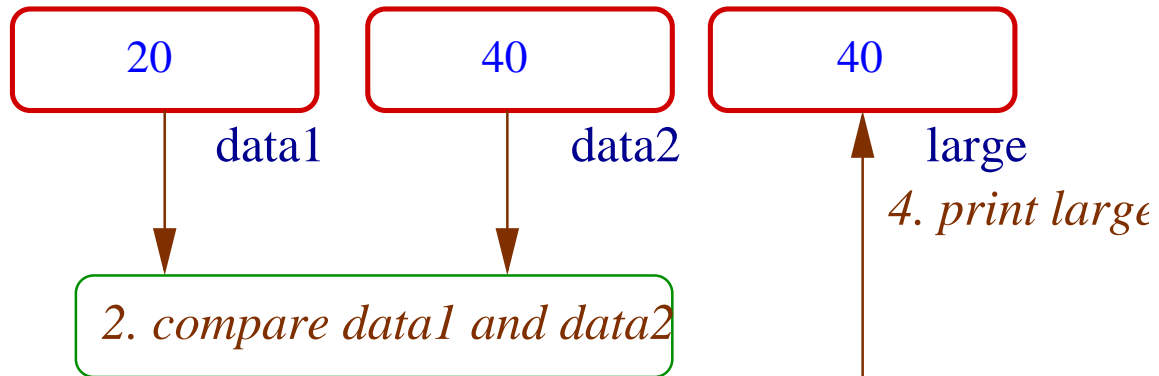 20 40 40
data1 data2 large
4. print large
2. compare data1 and data2